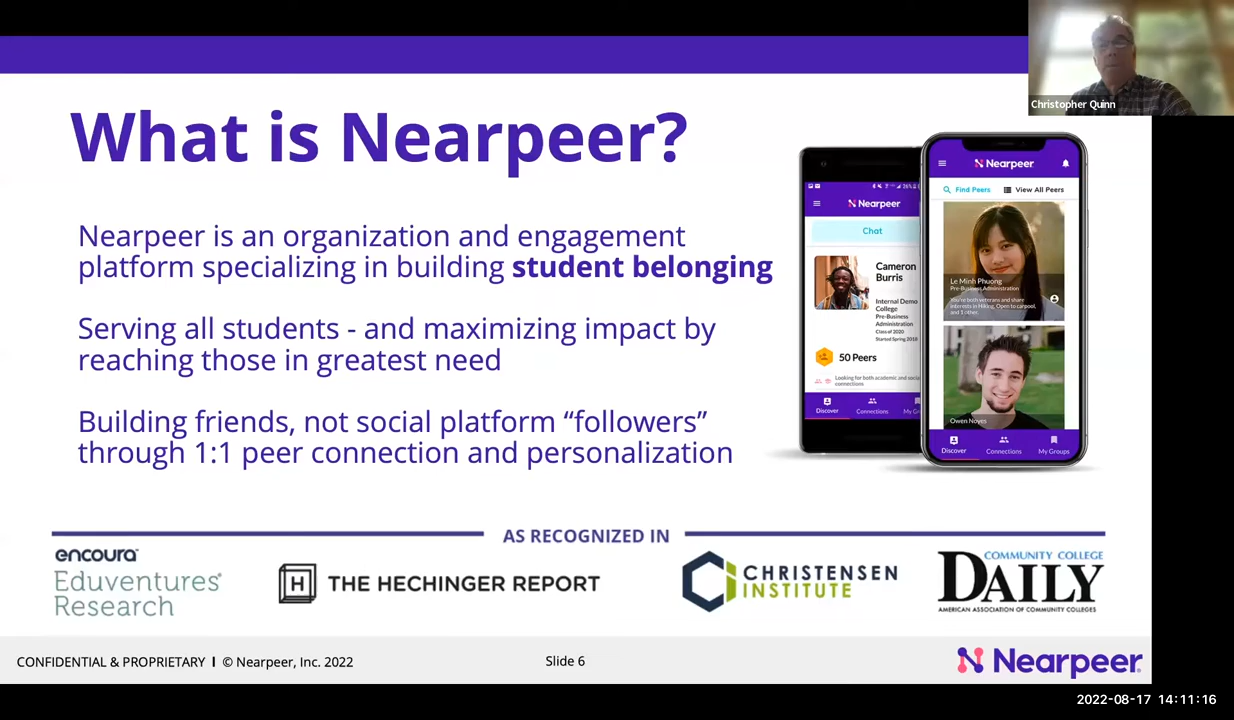 Christopher Quinn
What is Nearpeer?
Nearpeer is an organization and engagement
platform specializing in building student belonging
Serving all students - and maximizing impact by
reaching those in greatest need
Building friends, not social platform “followers”
through 1:1 peer connection and personalization
Nearpeer
Chat
Cameron
Burris
Internal Demo
College
Pre-Business
Administration
Class of 2020
Started Spring 2018
50 Peers
Looking for both academic and social
connections
Discover
Connections
My G
Nearpeer
Find Peers
View All Peers
Le Minh Phuong
Pre-Business Administration
You're both veterans and share
interests in Hiking, Open to carpool,
and 1 other.
Owen Noyes
Discover
Connections
My Groups
AS RECOGNIZED IN
encoura
Eduventures®
Research
H
THE HECHINGER REPORT
CHRISTENSEN
INSTITUTE
COMMUNITY COLLEGE
DAILY
AMERICAN ASSOCIATION OF COMMUNITY COLLEGES
CONFIDENTIAL & PROPRIETARY I © Nearpeer, Inc. 2022
Slide 6
Nearpeer
2022-08-17 14:11:16